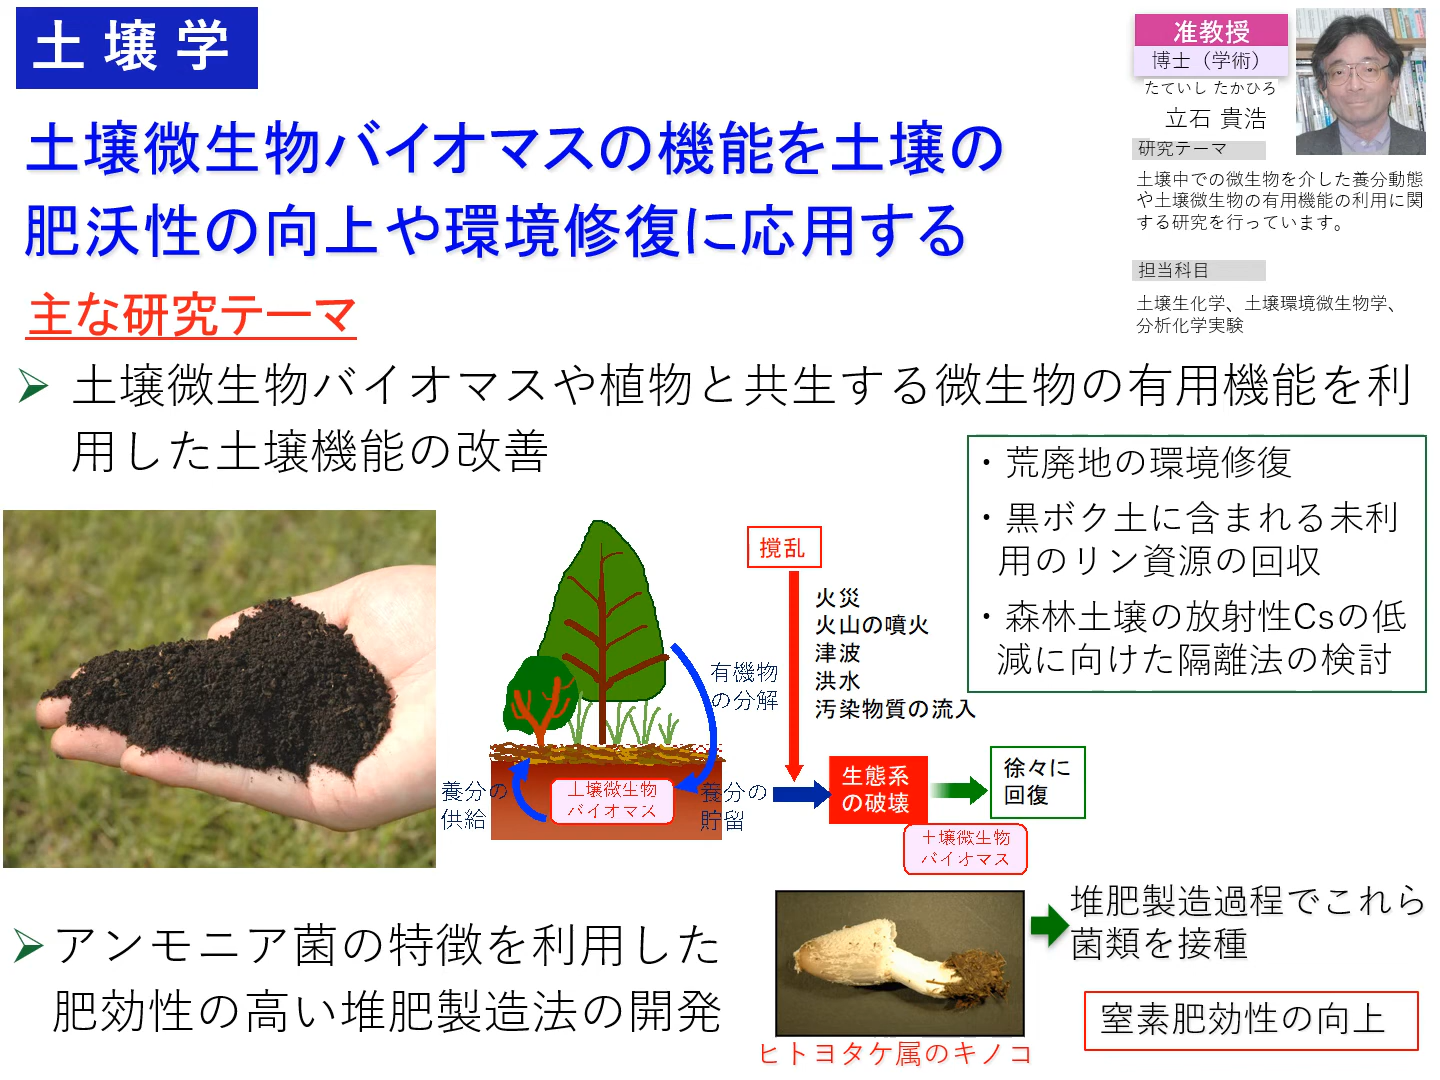 土壌学
准教授
博士（学術）
たていし たかひろ
立石 貴浩
研究テーマ
土壌中での微生物を介した養分動態
や土壌微生物の有用機能の利用に関
する研究を行っています。
担当科目
土壌生化学、土壌環境微生物学、
分析化学実験
土壌微生物バイオマスの機能を土壌の
肥沃性の向上や環境修復に応用する
主な研究テーマ
➢ 土壌微生物バイオマスや植物と共生する微生物の有用機能を利
用した土壌機能の改善
・荒廃地の環境修復
・黒ボク土に含まれる未利
用のリン資源の回収
・森林土壌の放射性Csの低
減に向けた隔離法の検討
撹乱
火災
火山の噴火
津波
洪水
汚染物質の流入
有機物
の分解
養分の
供給
土壌微生物
バイオマス
養分の
貯留
生態系
の破壊
徐々に
回復
土壌微生物
バイオマス
➢ アンモニア菌の特徴を利用した
肥効性の高い堆肥製造法の開発
ヒトヨタケ属のキノコ
堆肥製造過程でこれら
菌類を接種
窒素肥効性の向上